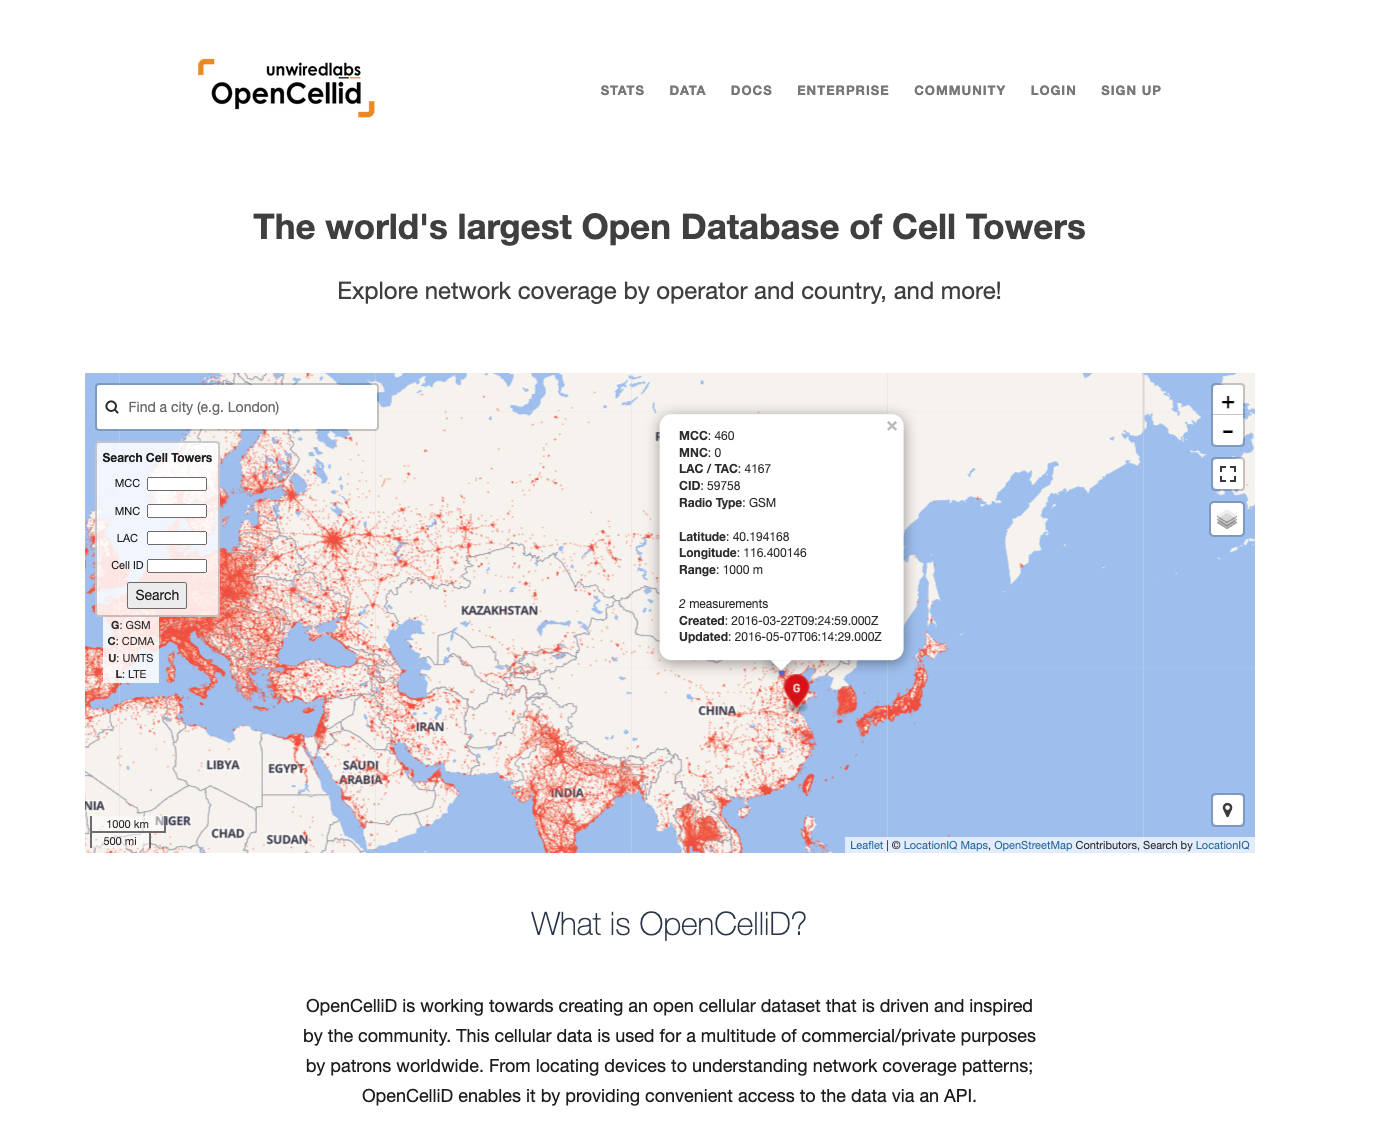 unwiredlabs
OpenCellid
STATS DATA DOCS ENTERPRISE COMMUNITY LOGIN SIGN UP
The world's largest Open Database of Cell Towers
Explore network coverage by operator and country, and more!
Find a city (e.g. London)
Search Cell Towers
MCC
MNC
LAC
Cell ID
Search
G: GSM
C: CDMA
U: UMTS
L: LTE
×
MCC: 460
MNC: 0
LAC / TAC: 4167
CID: 59758
Radio Type: GSM
Latitude: 40.194168
Longitude: 116.400146
Range: 1000 m
2 measurements
Created: 2016-03-22T09:24:59.000Z
Updated: 2016-05-07T06:14:29.000Z
+
-
KAZAKHSTAN
G
CHINA
IRAN
LIBYA
EGYPT
SAUDI
ARABIA
INDIA
NIA
NIGER
CHAD
SUDAN
1000 km
500 mi
Leaflet | © LocationIQ Maps, OpenStreetMap Contributors, Search by LocationIQ
What is OpenCelliD?
OpenCelliD is working towards creating an open cellular dataset that is driven and inspired
by the community. This cellular data is used for a multitude of commercial/private purposes
by patrons worldwide. From locating devices to understanding network coverage patterns;
OpenCelliD enables it by providing convenient access to the data via an API.